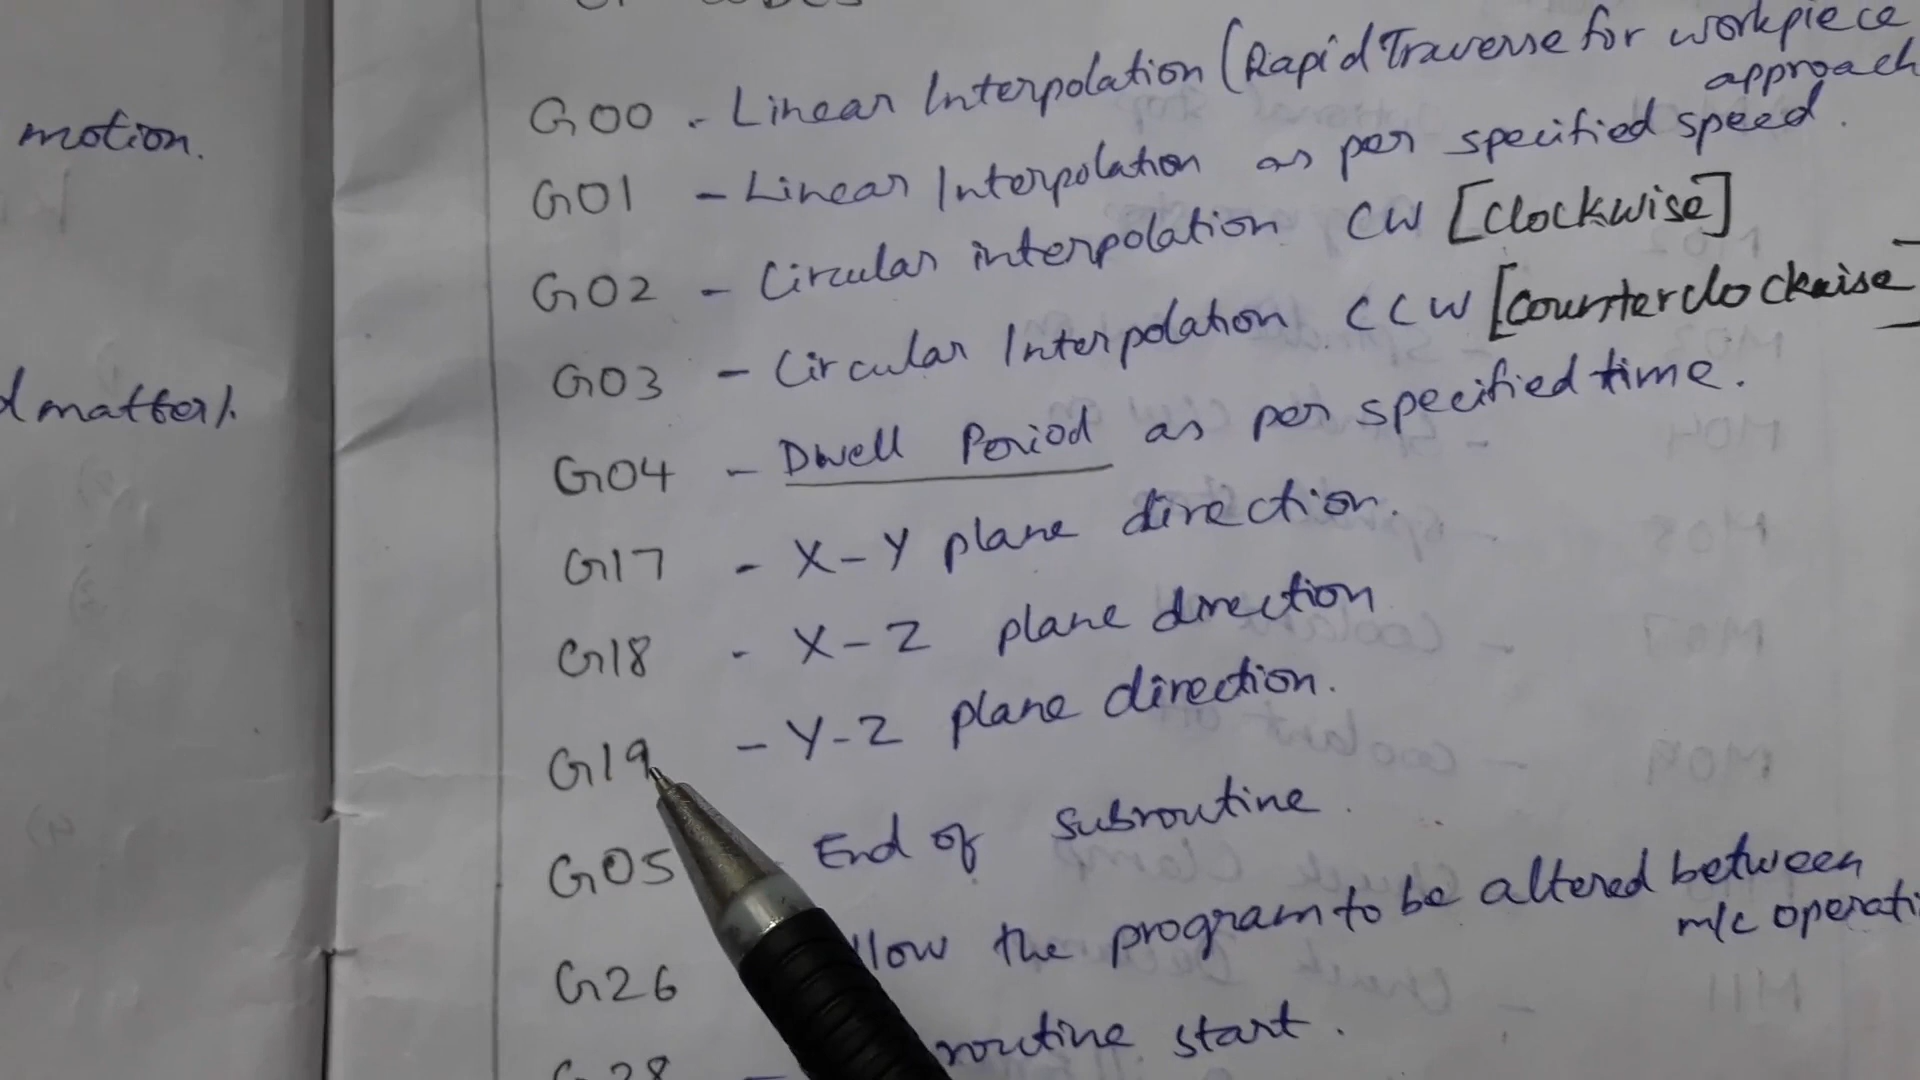 motion.
d matter).
G00 - Linear Interpolation (Rapid Traverse for workpiece
approach
G01 - Linear Interpolation as per specified speed.
G02 - Circular interpolation CW [Clockwise]
G03 - Circular Interpolation CCW [Counterclockwise]
G04 - Dwell Period as per specified time.
G17 - X-Y plane direction.
G18 - X-Z plane direction
G19 - Y-Z plane direction.
G05 End of subroutine.
G26 llow the program to be altered between
m/c operati
G28 - routine start.